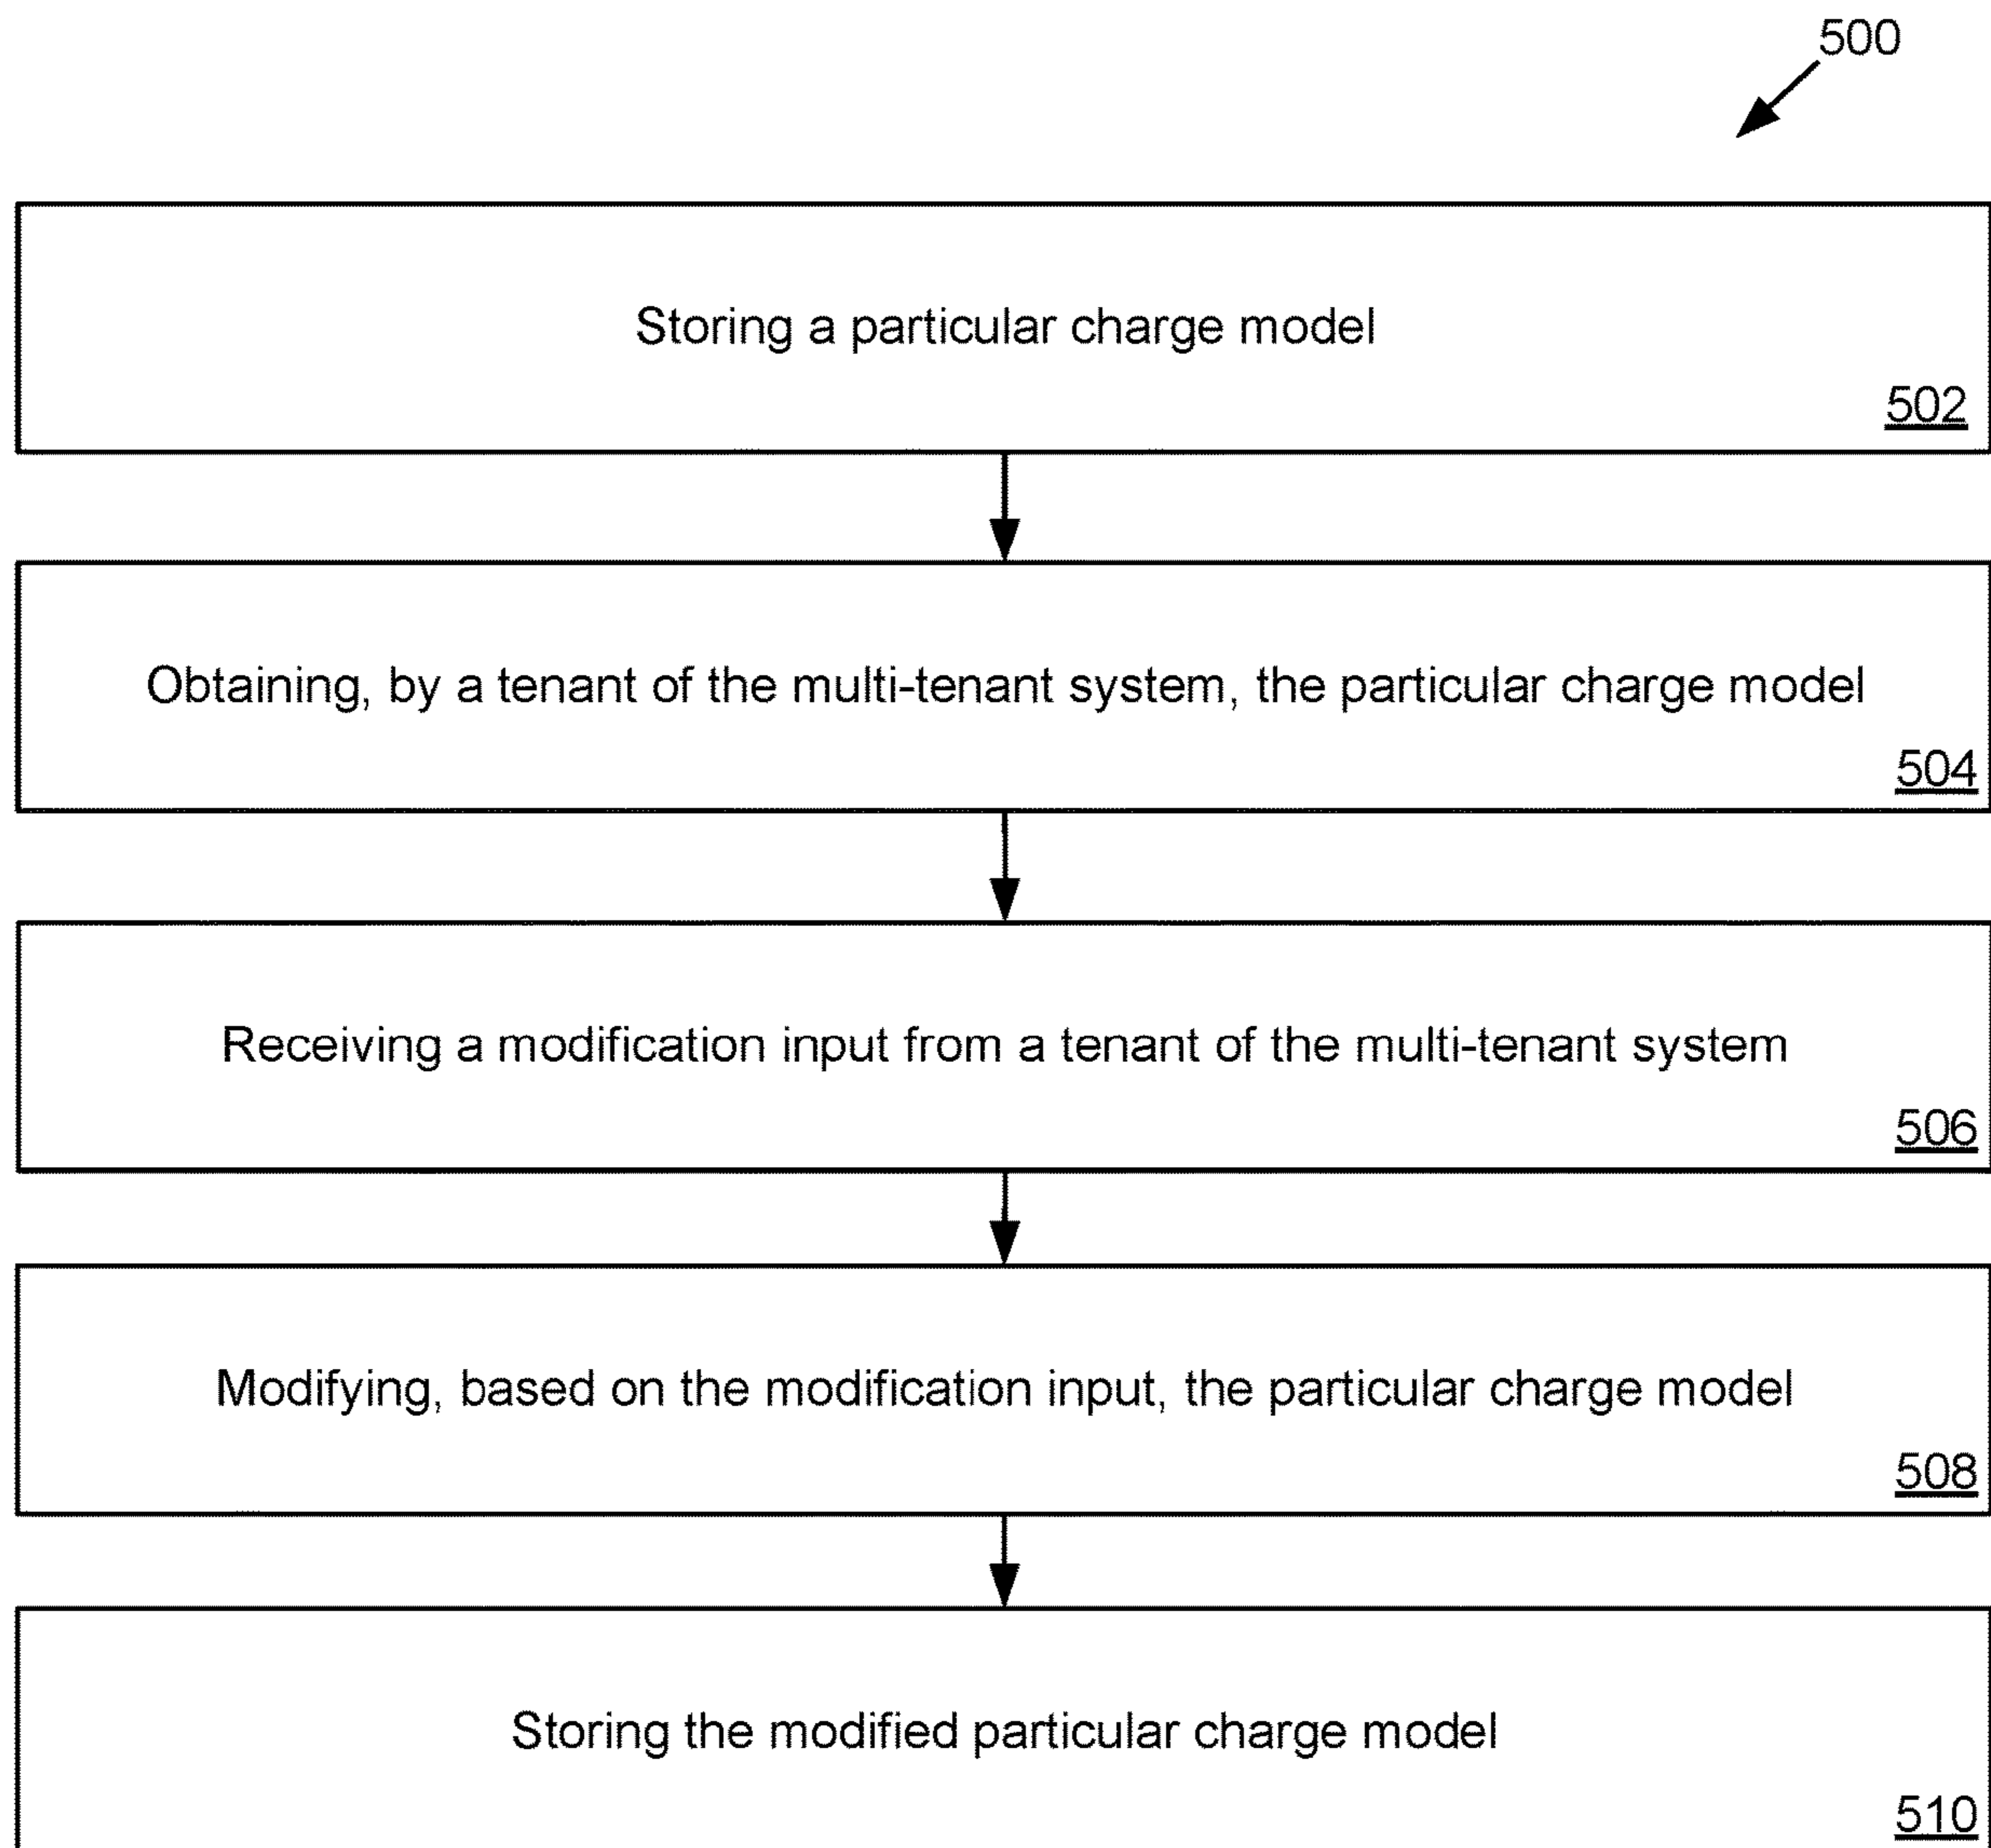 500
Storing a particular charge model
502
Obtaining, by a tenant of the multi-tenant system, the particular charge model
504
Receiving a modification input from a tenant of the multi-tenant system
506
Modifying, based on the modification input, the particular charge model
508
Storing the modified particular charge model
510